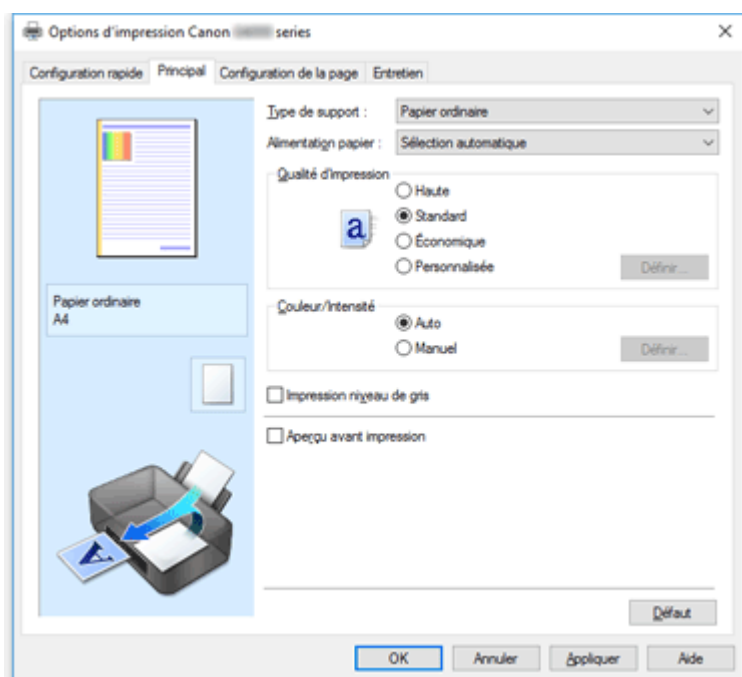 Options d'impression Canon series
Configuration rapide Principal Configuration de la page Entretien
Type de support : Papier ordinaire
Alimentation papier : Sélection automatique
Qualité d'impression
Haute
a Standard
Économique
Personnalisée Définir...
Papier ordinaire
A4
Couleur/Intensité
Auto
Manuel Définir...
Impression niveau de gris
Aperçu avant impression
A
Défaut
OK Annuler Appliquer Aide